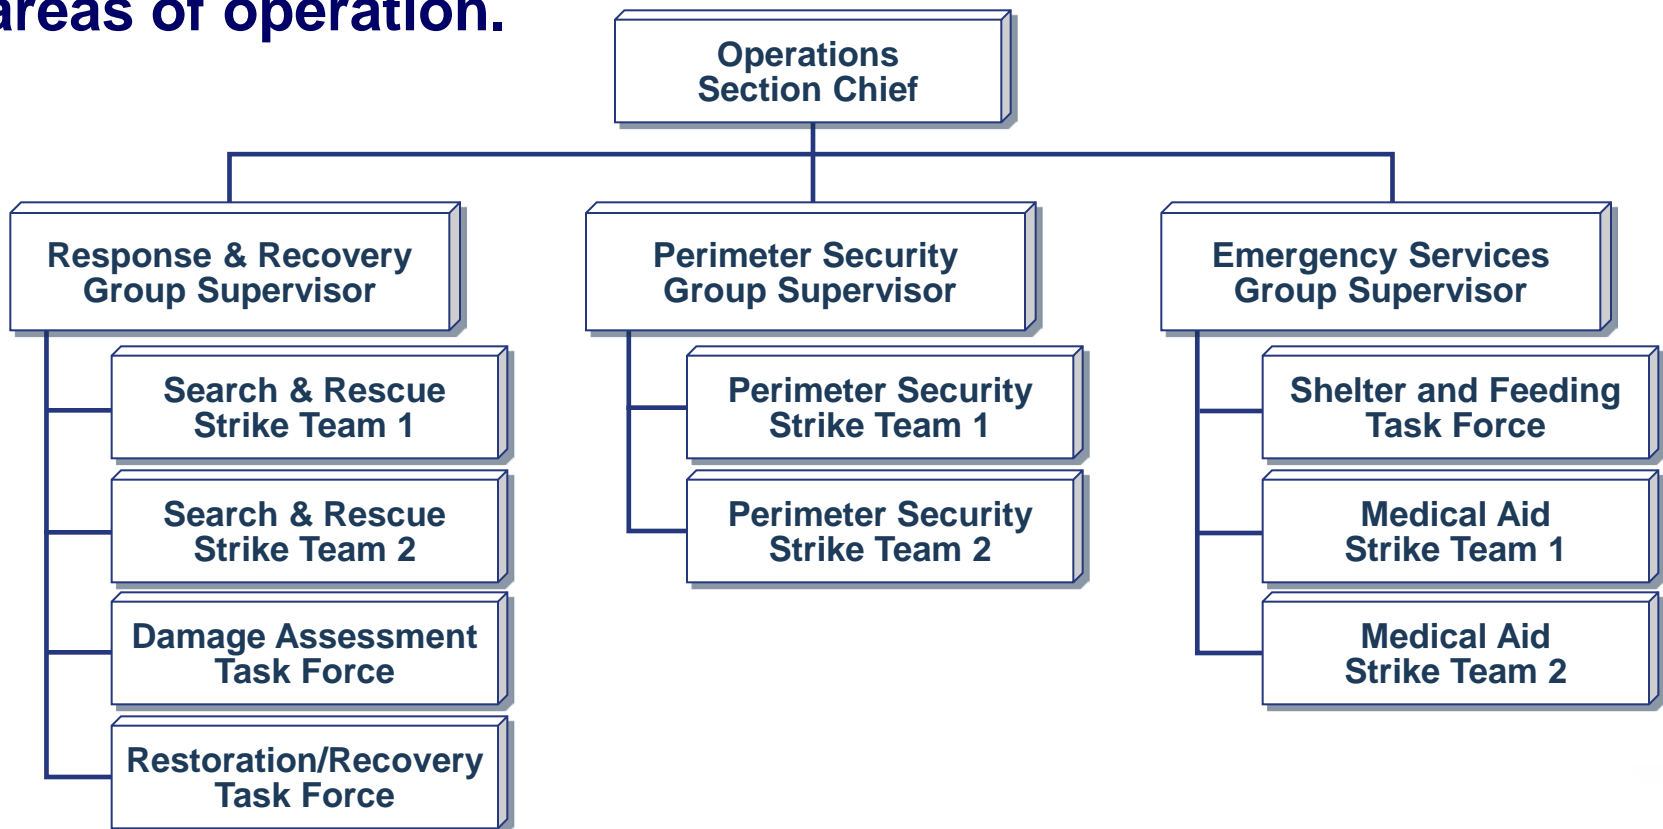 areas of operation.
Operations
Section Chief
Response & Recovery
Group Supervisor
Perimeter Security
Group Supervisor
Emergency Services
Group Supervisor
Search & Rescue
Strike Team 1
Search & Rescue
Strike Team 2
Damage Assessment
Task Force
Restoration/Recovery
Task Force
Perimeter Security
Strike Team 1
Perimeter Security
Strike Team 2
Shelter and Feeding
Task Force
Medical Aid
Strike Team 1
Medical Aid
Strike Team 2